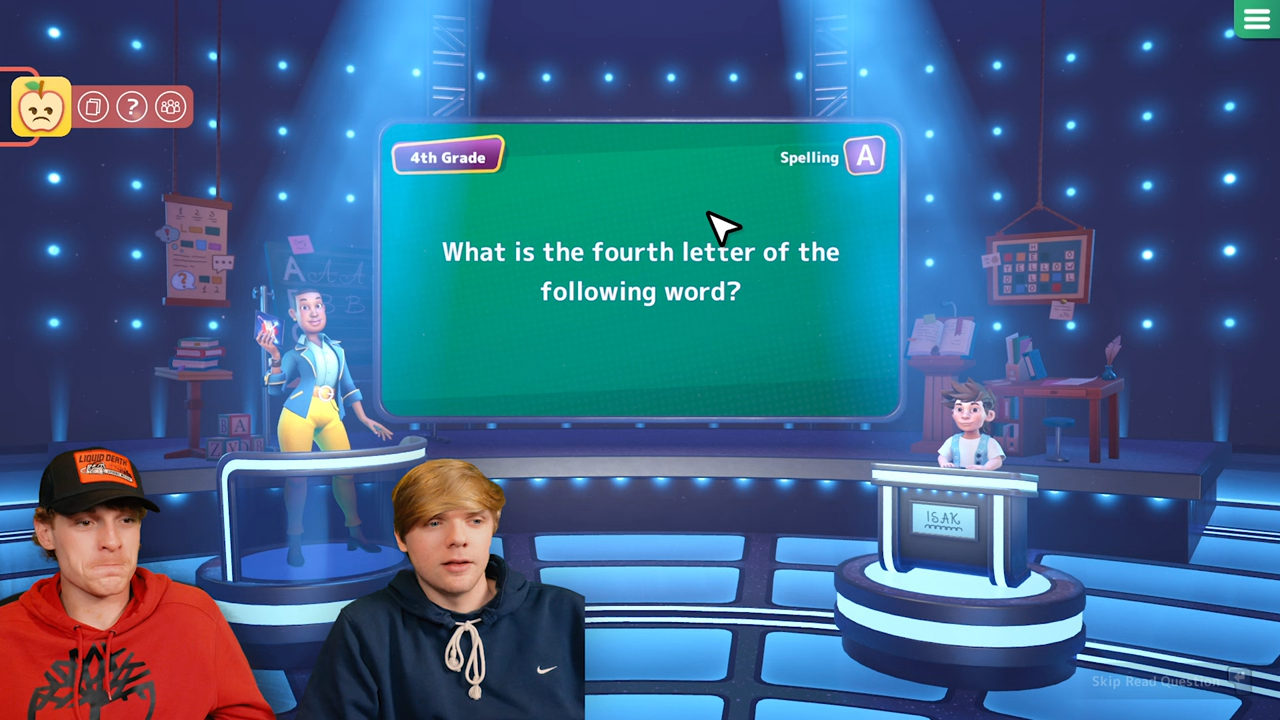 4th Grade
Spelling A
What is the fourth letter of the
following word?
A
LIQUID DEATH
ISAK
Skip Read Question